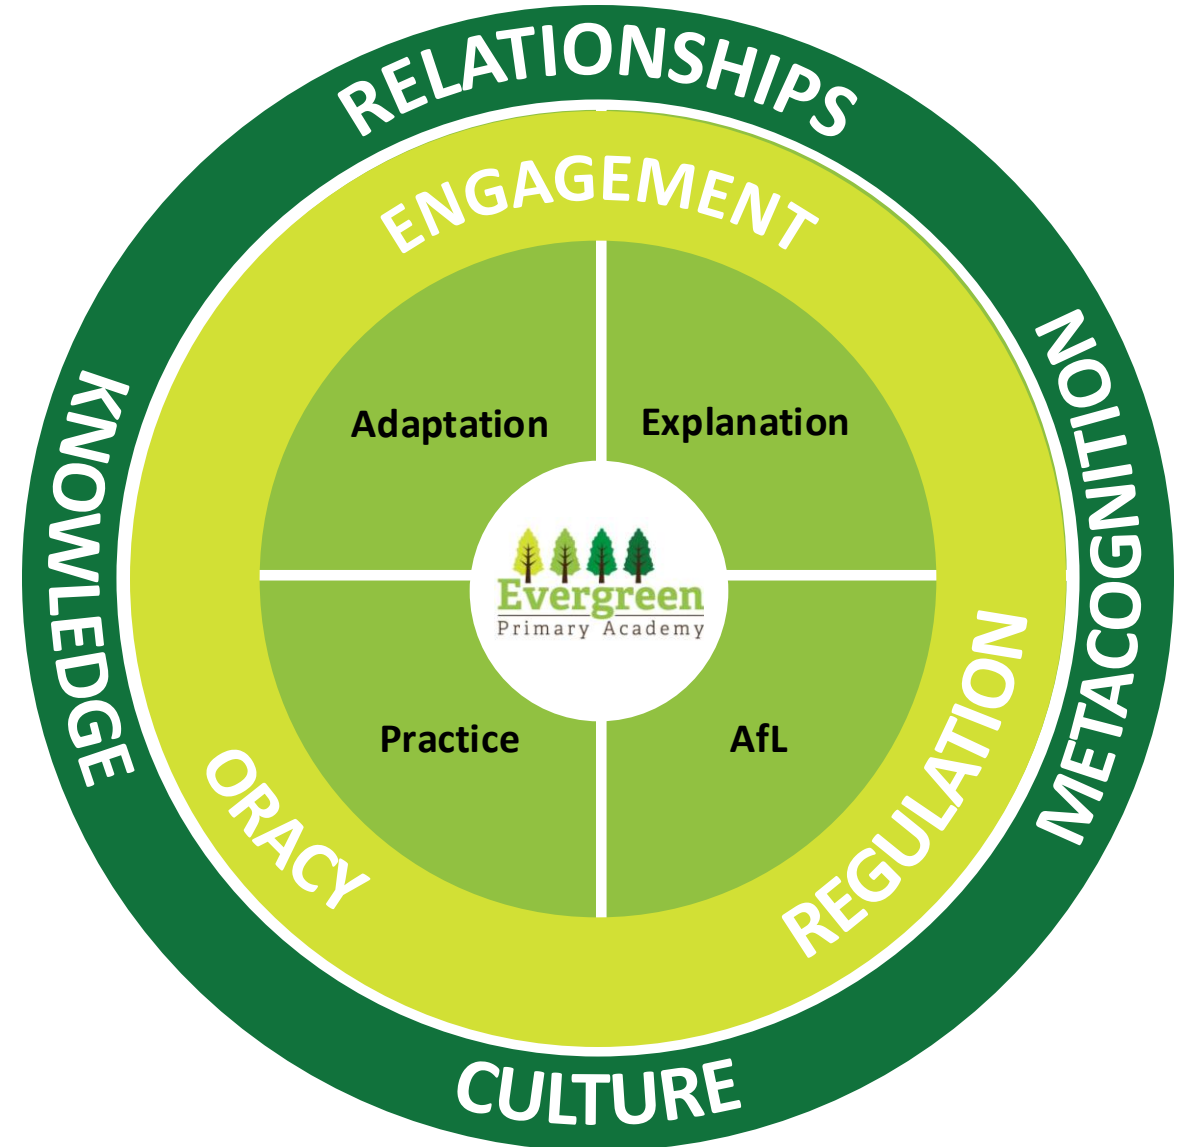 RELATIONSHIPS
ENGAGEMENT
METACOGNITION
KNOWLEDGE
Adaptation
Explanation
Evergreen
Primary Academy
REGULATION
Practice
AfL
ORACY
CULTURE